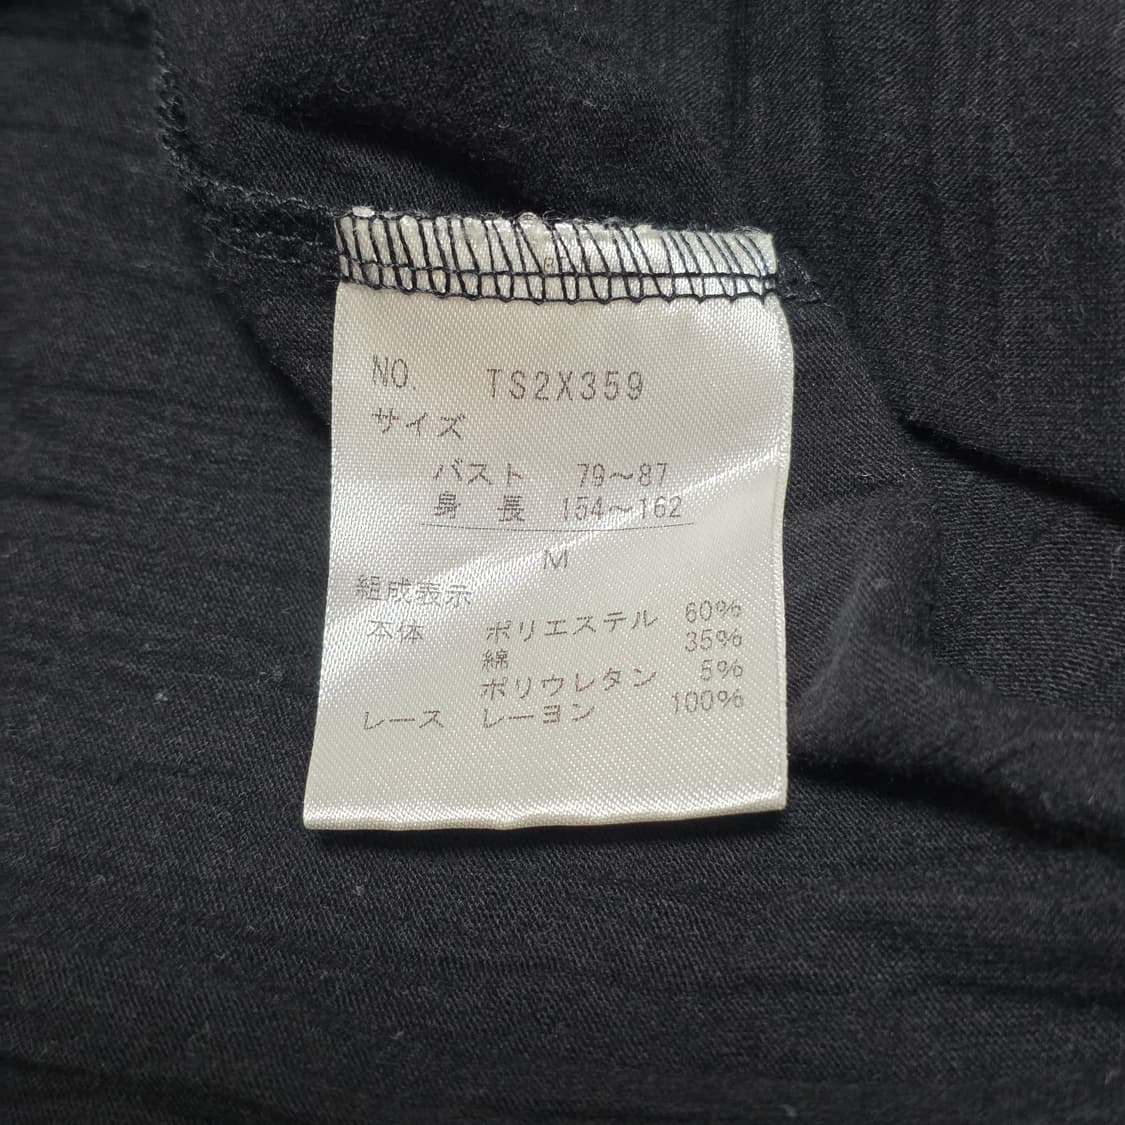 NO. TS2X359
サイズ
バスト 79～87
身長 154～162
M
組成表示
本体 ポリエステル 60%
綿 35%
ポリウレタン 5%
レース レーヨン 100%